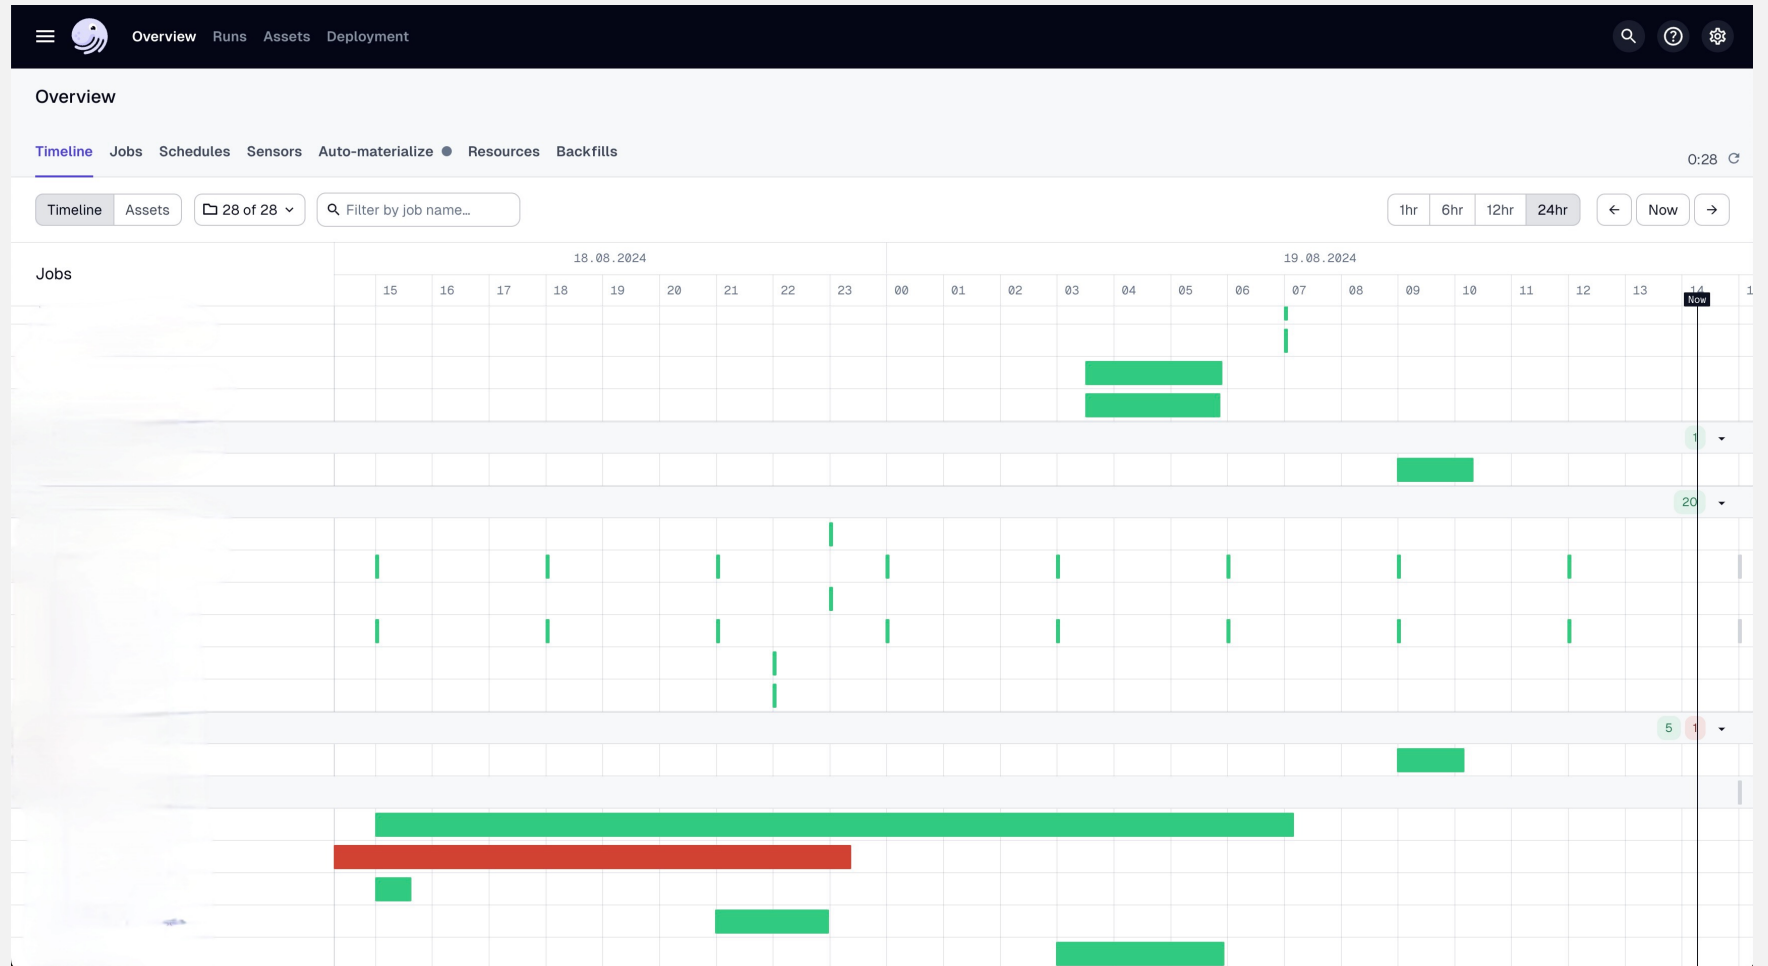 Overview Runs Assets Deployment
Overview
Timeline Jobs Schedules Sensors Auto-materialize Resources Backfills
0:28
Timeline Assets 28 of 28 Filter by job name... 1hr 6hr 12hr 24hr Now
18.08.2024 19.08.2024
Jobs
15 16 17 18 19 20 21 22 23 00 01 02 03 04 05 06 07 08 09 10 11 12 13 14 1
Now
1
20
5 1